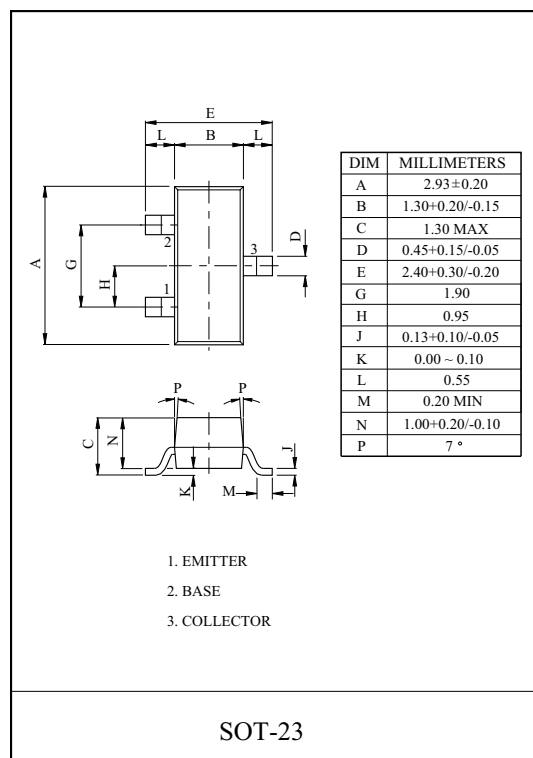 E
L B L
DIM MILLIMETERS
A 2.93±0.20
B 1.30+0.20/-0.15
C 1.30 MAX
D 0.45+0.15/-0.05
E 2.40+0.30/-0.20
G 1.90
H 0.95
J 0.13+0.10/-0.05
K 0.00 ~ 0.10
L 0.55
M 0.20 MIN
N 1.00+0.20/-0.10
P 7 °
A
G
H
2
3
D
1
P P
C
N
K
M
J
1. EMITTER
2. BASE
3. COLLECTOR
SOT-23